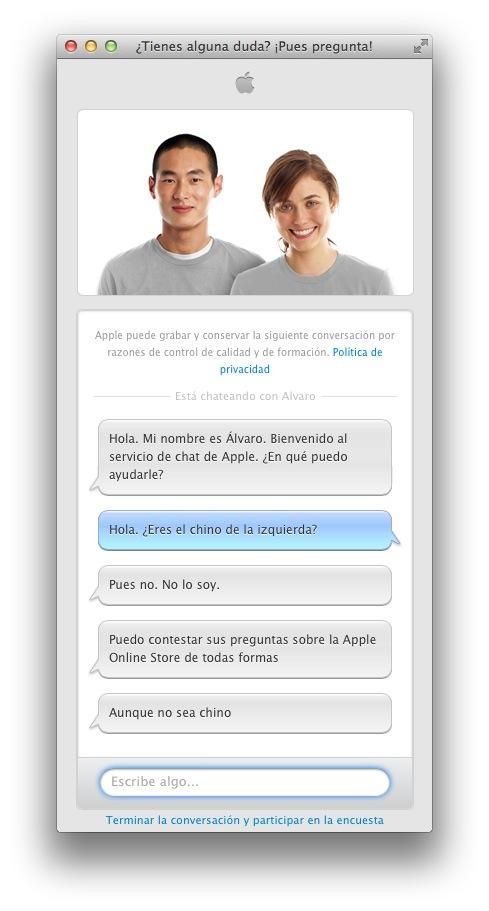 ¿Tienes alguna duda? ¡Pues pregunta!
Apple puede grabar y conservar la siguiente conversación por
razones de control de calidad y de formación. Política de
privacidad
Está chateando con Alvaro
Hola. Mi nombre es Álvaro. Bienvenido al
servicio de chat de Apple. ¿En qué puedo
ayudarle?
Hola. ¿Eres el chino de la izquierda?
Pues no. No lo soy.
Puedo contestar sus preguntas sobre la Apple
Online Store de todas formas
Aunque no sea chino
Escribe algo...
Terminar la conversación y participar en la encuesta